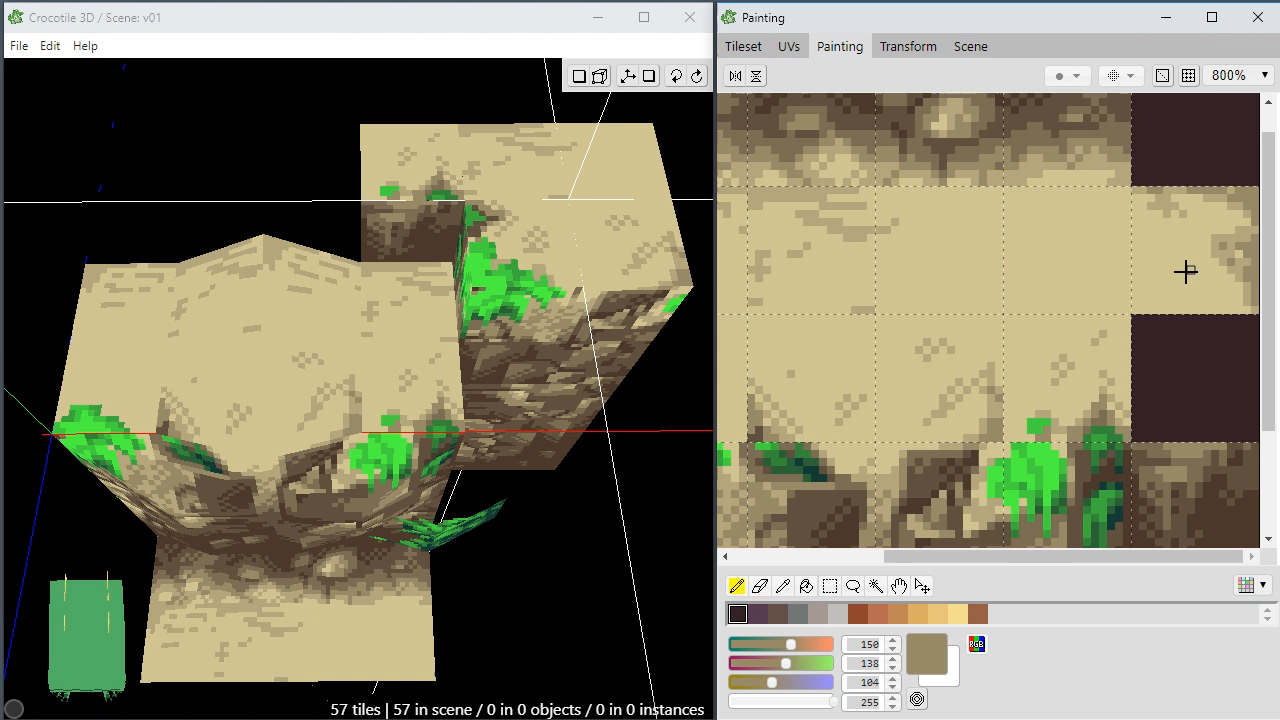 Crocotile 3D / Scene: v01
File Edit Help
57 tiles | 57 in scene / 0 in 0 objects / 0 in 0 instances
Painting
Tileset UVs Painting Transform Scene
800%
150
138
104
255
RGB